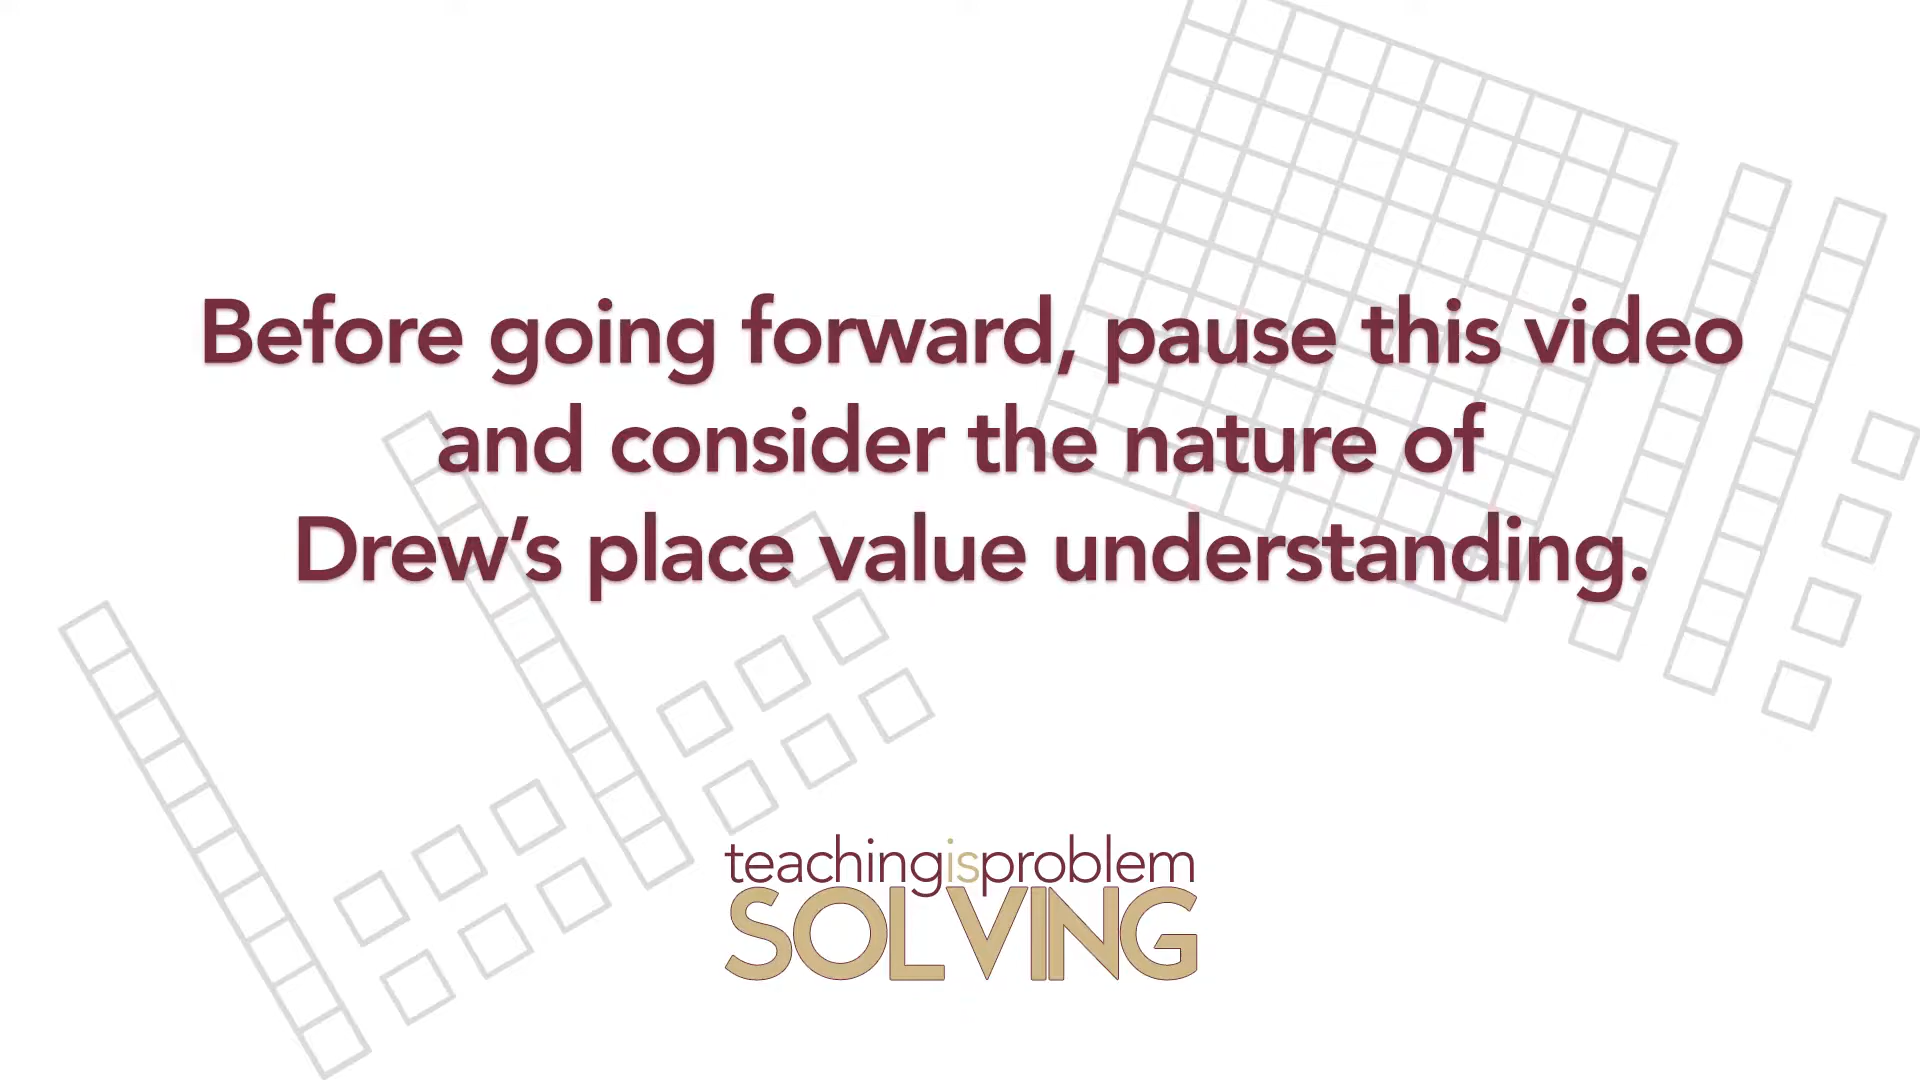 Before going forward, pause this video
and consider the nature of
Drew’s place value understanding.
teachingisproblem
SOLVING